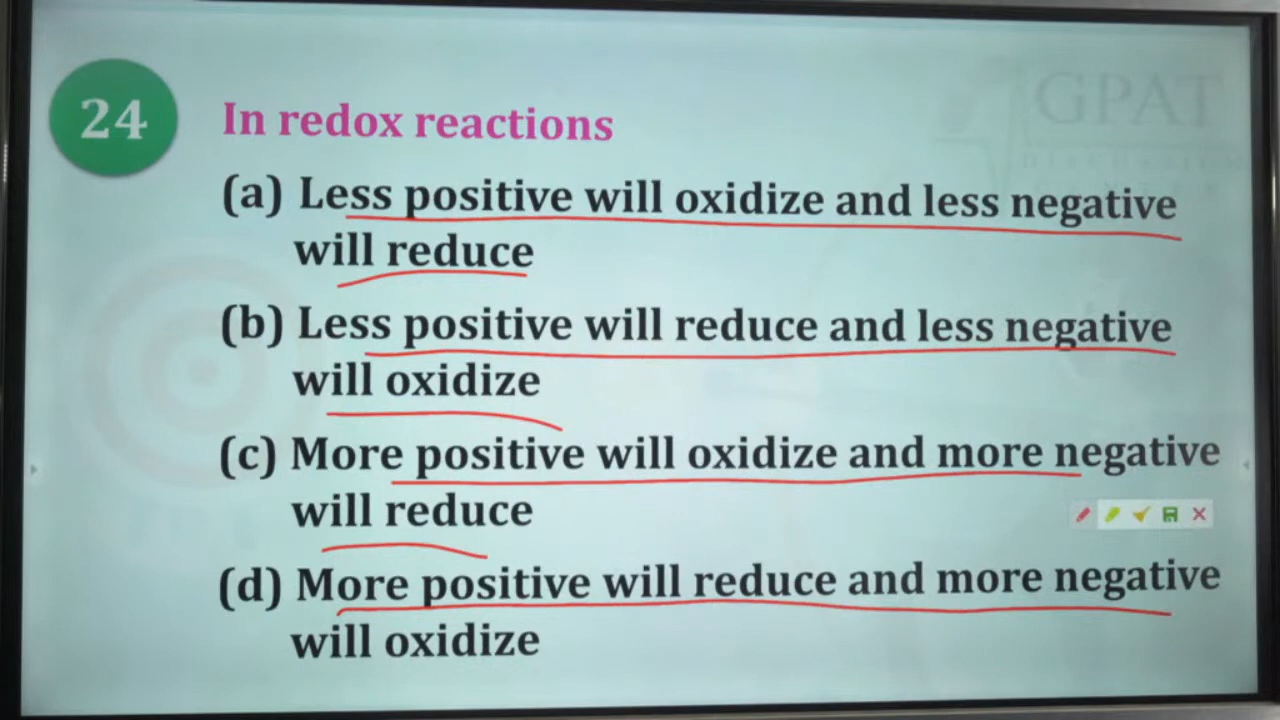 24
GPAT
In redox reactions
(a) Less positive will oxidize and less negative
will reduce
(b) Less positive will reduce and less negative
will oxidize
(c) More positive will oxidize and more negative
will reduce
(d) More positive will reduce and more negative
will oxidize